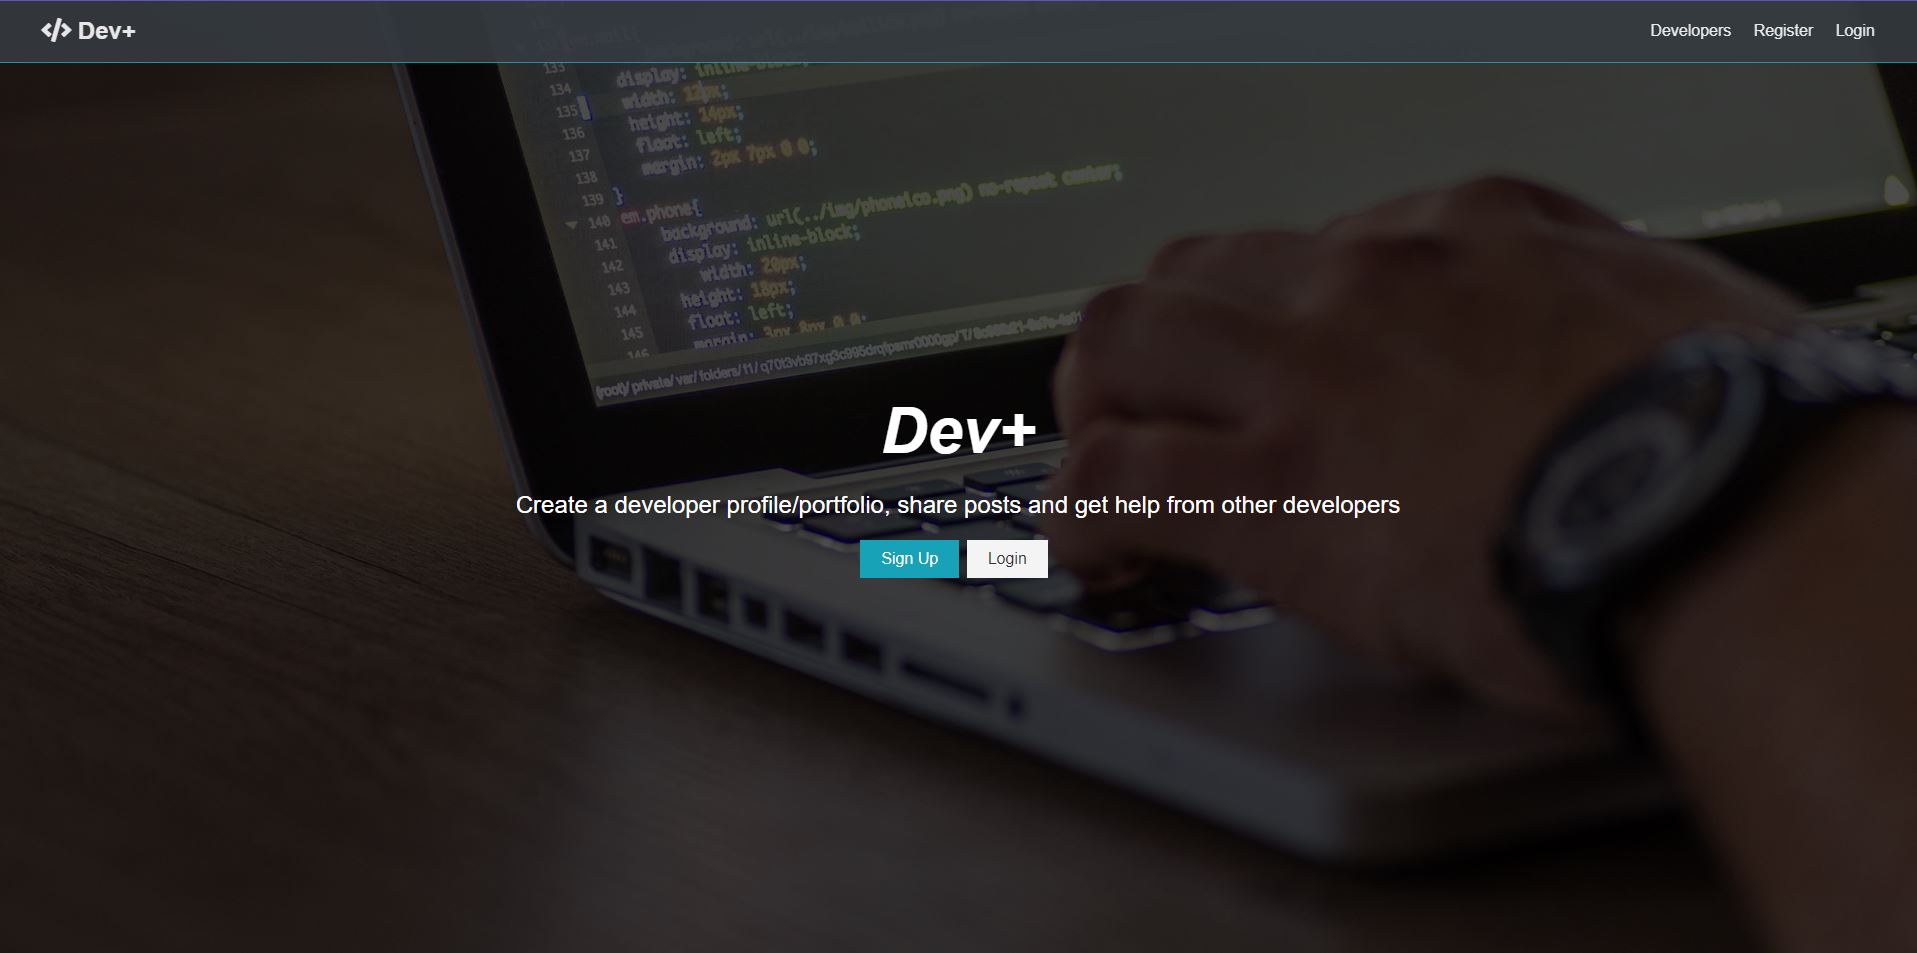 Dev+
Developers Register Login
133 display: inline-block;
134 width: 12px;
135 height: 14px;
136 float: left;
137 margin: 2px 7px 0 0;
138
139 }
140 em.phone{
141 background: url(../img/phoneico.png) no-repeat center;
142 display: inline-block;
143 width: 20px;
144 height: 18px;
145 float: left;
146 margin: 3px 8px 0 0;
(root)/ private/ var/ folders/
Dev+
Create a developer profile/portfolio, share posts and get help from other developers
Sign Up Login